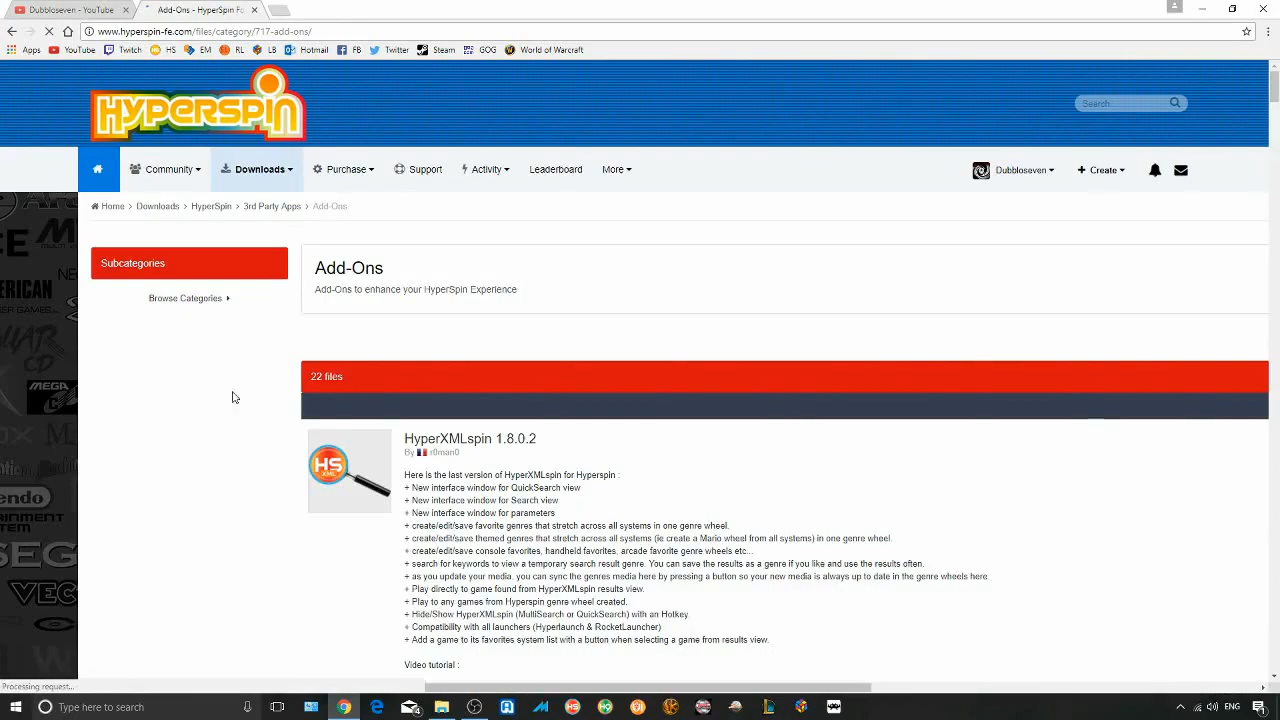 Dubbloseven - YouTube
Add-Ons - HyperSpin Fo
www.hyperspin-fe.com/files/category/717-add-ons/
Apps YouTube Twitch HS EM RL LB Hotmail FB Twitter Steam GOG World of Warcraft
HyperSpin
Search
Community Downloads Purchase Support Activity Leaderboard More Dubbloseven + Create
Home Downloads HyperSpin 3rd Party Apps Add-Ons
Subcategories
Browse Categories
Add-Ons
Add-Ons to enhance your HyperSpin Experience
22 files
HyperXMLspin 1.8.0.2
By r0man0
HS
XML
Here is the last version of HyperXMLspin for Hyperspin :
+ New interface window for QuickSearch view
+ New interface window for Search view
+ New interface window for parameters
+ create/edit/save favorite genres that stretch across all systems in one genre wheel.
+ create/edit/save themed genres that stretch across all systems (ie create a Mario wheel from all systems) in one genre wheel.
+ create/edit/save console favorites, handheld favorites, arcade favorite genre wheels etc...
+ search for keywords to view a temporary search result genre. You can save the results as a genre if you like and use the results often.
+ as you update your media. you can sync the genres media here by pressing a button so your new media is always up to date in the genre wheels here
+ Play directly to game found from HyperXMLspin results view.
+ Play to any games from Hyperspin genre wheel created.
+ Hide/Show HyperXMLspin (MultiSearch or QuickSearch) with an Hotkey.
+ Compatibility with all launchers (Hyperlaunch & RocketLauncher)
+ Add a game to its favorites system list with a button when selecting a game from results view.
Video tutorial :
MEGA
CD
SEGA
VEC
Processing request...
Type here to search
ENG